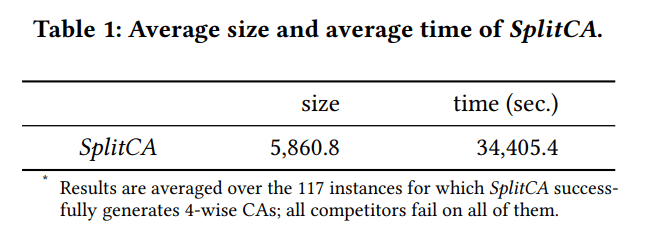 Table 1: Average size and average time of SplitCA.
size time (sec.)
SplitCA 5,860.8 34,405.4
* Results are averaged over the 117 instances for which SplitCA success-
fully generates 4-wise CAs; all competitors fail on all of them.